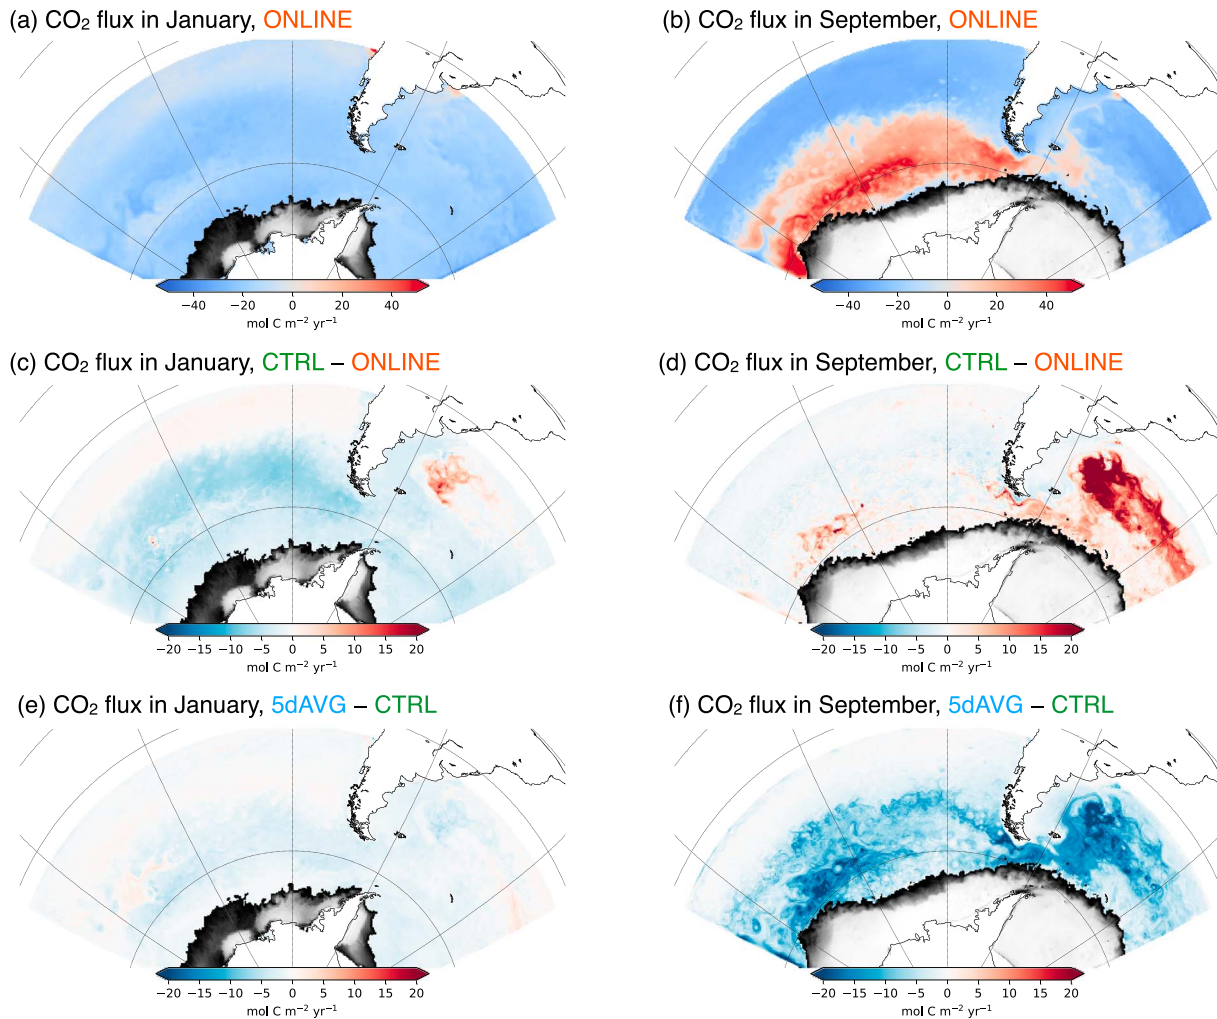 (a) CO₂ flux in January, ONLINE
(b) CO₂ flux in September, ONLINE
−40 −20 0 20 40
mol C m⁻² yr⁻¹
−40 −20 0 20 40
mol C m⁻² yr⁻¹
(c) CO₂ flux in January, CTRL – ONLINE
(d) CO₂ flux in September, CTRL – ONLINE
−20 −15 −10 −5 0 5 10 15 20
mol C m⁻² yr⁻¹
−20 −15 −10 −5 0 5 10 15 20
mol C m⁻² yr⁻¹
(e) CO₂ flux in January, 5dAVG – CTRL
(f) CO₂ flux in September, 5dAVG – CTRL
−20 −15 −10 −5 0 5 10 15 20
mol C m⁻² yr⁻¹
−20 −15 −10 −5 0 5 10 15 20
mol C m⁻² yr⁻¹